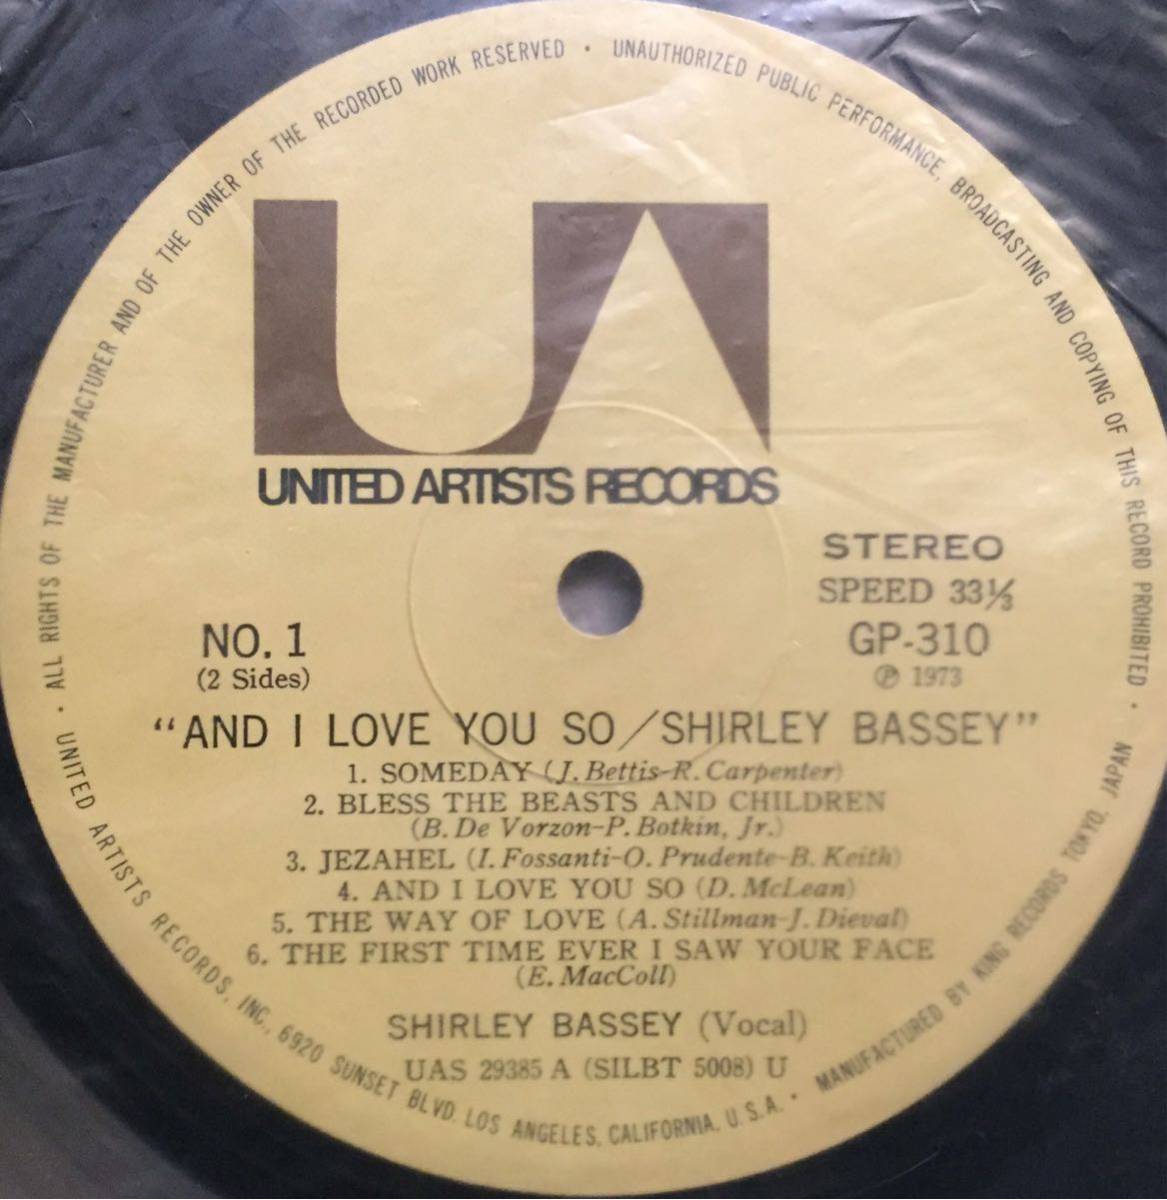 UA
UNITED ARTISTS RECORDS
STEREO
SPEED 33⅓
GP-310
℗ 1973
NO. 1
(2 Sides)
“AND I LOVE YOU SO/SHIRLEY BASSEY”
1. SOMEDAY (J. Bettis-R. Carpenter)
2. BLESS THE BEASTS AND CHILDREN
(B. De Vorzon-P. Botkin, Jr.)
3. JEZAHEL (I. Fossanti-O. Prudente-B. Keith)
4. AND I LOVE YOU SO (D. McLean)
5. THE WAY OF LOVE (A. Stillman-J. Dieval)
6. THE FIRST TIME EVER I SAW YOUR FACE
(E. MacColl)
SHIRLEY BASSEY (Vocal)
UAS 29385 A (SILBT 5008) U
· ALL RIGHTS OF THE MANUFACTURER AND OF THE OWNER OF THE RECORDED WORK RESERVED · UNAUTHORIZED PUBLIC PERFORMANCE, BROADCASTING AND COPYING OF THIS RECORD PROHIBITED ·
UNITED ARTISTS RECORDS, INC., 6920 SUNSET BLVD. LOS ANGELES, CALIFORNIA, U.S.A. · MANUFACTURED BY KING RECORDS TOKYO, JAPAN